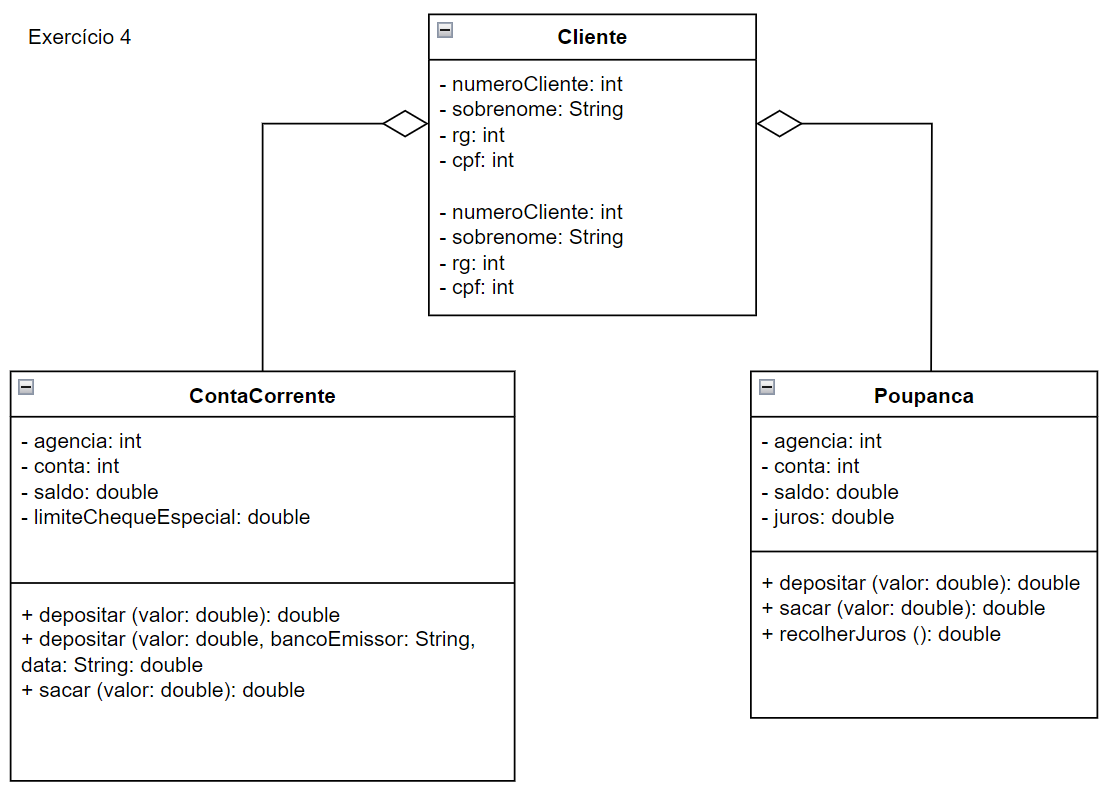 Exercício 4
Cliente
- numeroCliente: int
- sobrenome: String
- rg: int
- cpf: int
- numeroCliente: int
- sobrenome: String
- rg: int
- cpf: int
ContaCorrente
- agencia: int
- conta: int
- saldo: double
- limiteChequeEspecial: double
+ depositar (valor: double): double
+ depositar (valor: double, bancoEmissor: String,
data: String: double
+ sacar (valor: double): double
Poupanca
- agencia: int
- conta: int
- saldo: double
- juros: double
+ depositar (valor: double): double
+ sacar (valor: double): double
+ recolherJuros (): double